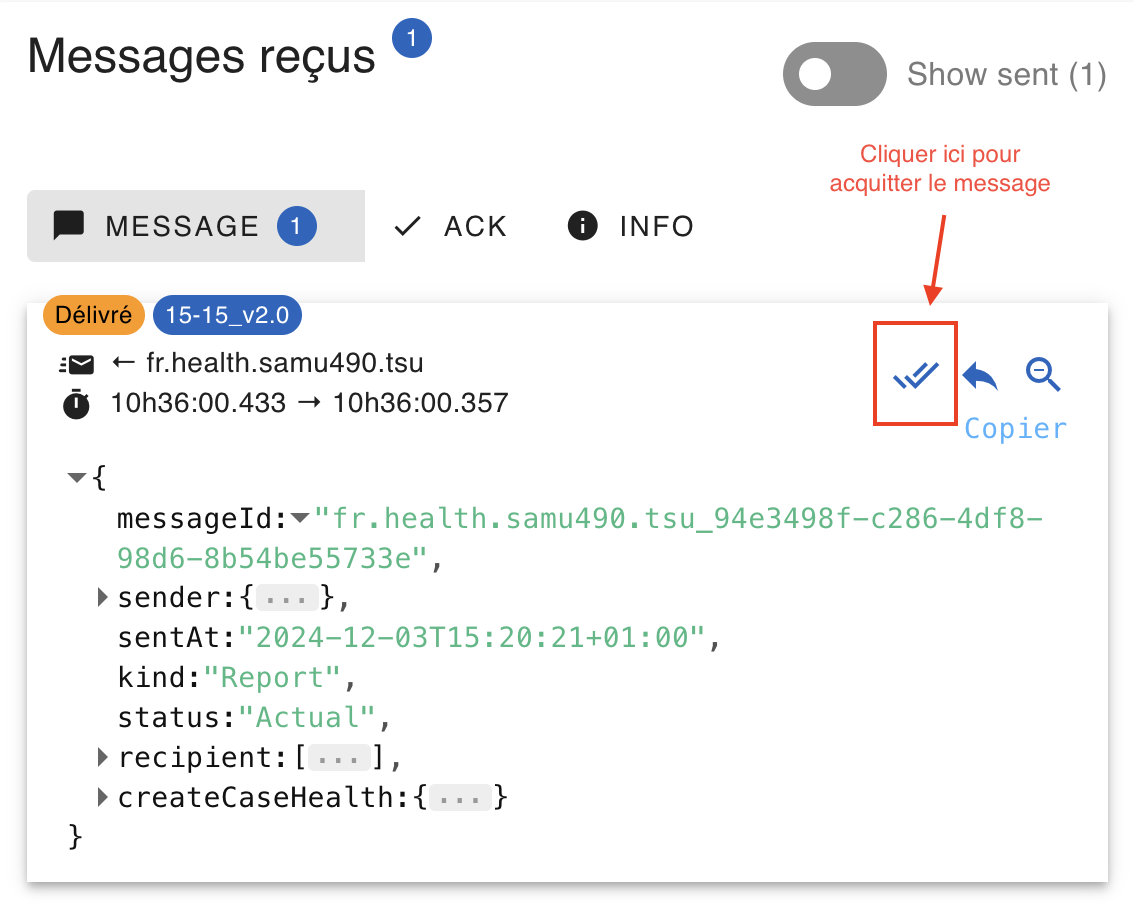 Messages reçus 1
Show sent (1)
Cliquer ici pour
acquitter le message
MESSAGE 1 ACK INFO
Délivré 15-15_v2.0
← fr.health.samu490.tsu
10h36:00.433 → 10h36:00.357
Copier
{
messageId:"fr.health.samu490.tsu_94e3498f-c286-4df8-
98d6-8b54be55733e",
sender:{...},
sentAt:"2024-12-03T15:20:21+01:00",
kind:"Report",
status:"Actual",
recipient:[...],
createCaseHealth:{...}
}